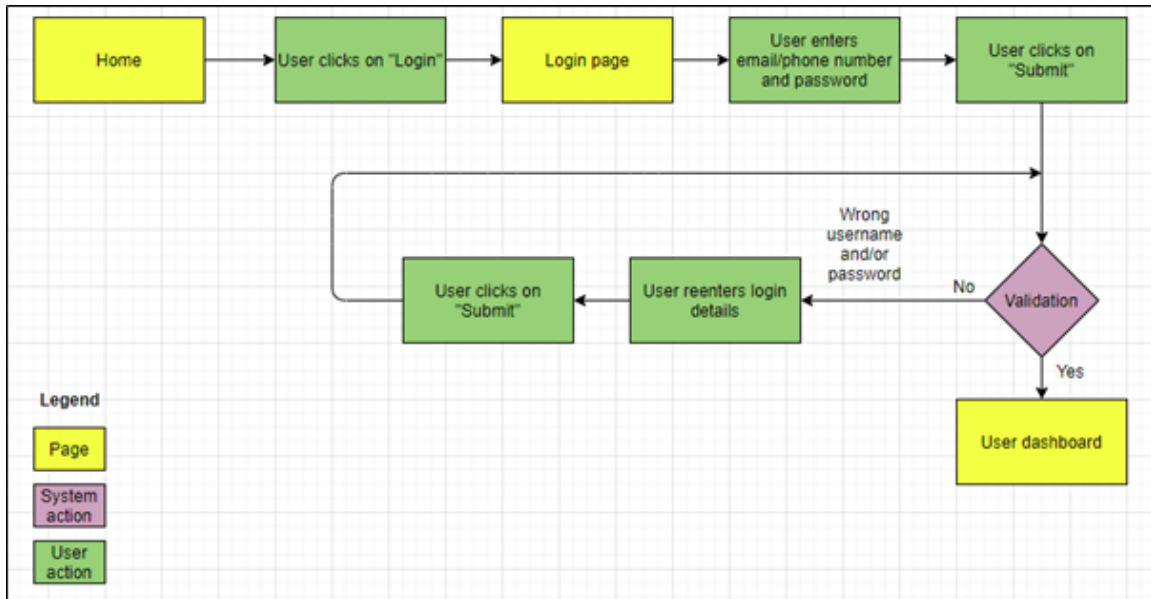 Home
User clicks on "Login"
Login page
User enters
email/phone number
and password
User clicks on
"Submit"
Wrong
username
and/or
password
User clicks on
"Submit"
User reenters login
details
No
Validation
Yes
User dashboard
Legend
Page
System
action
User
action